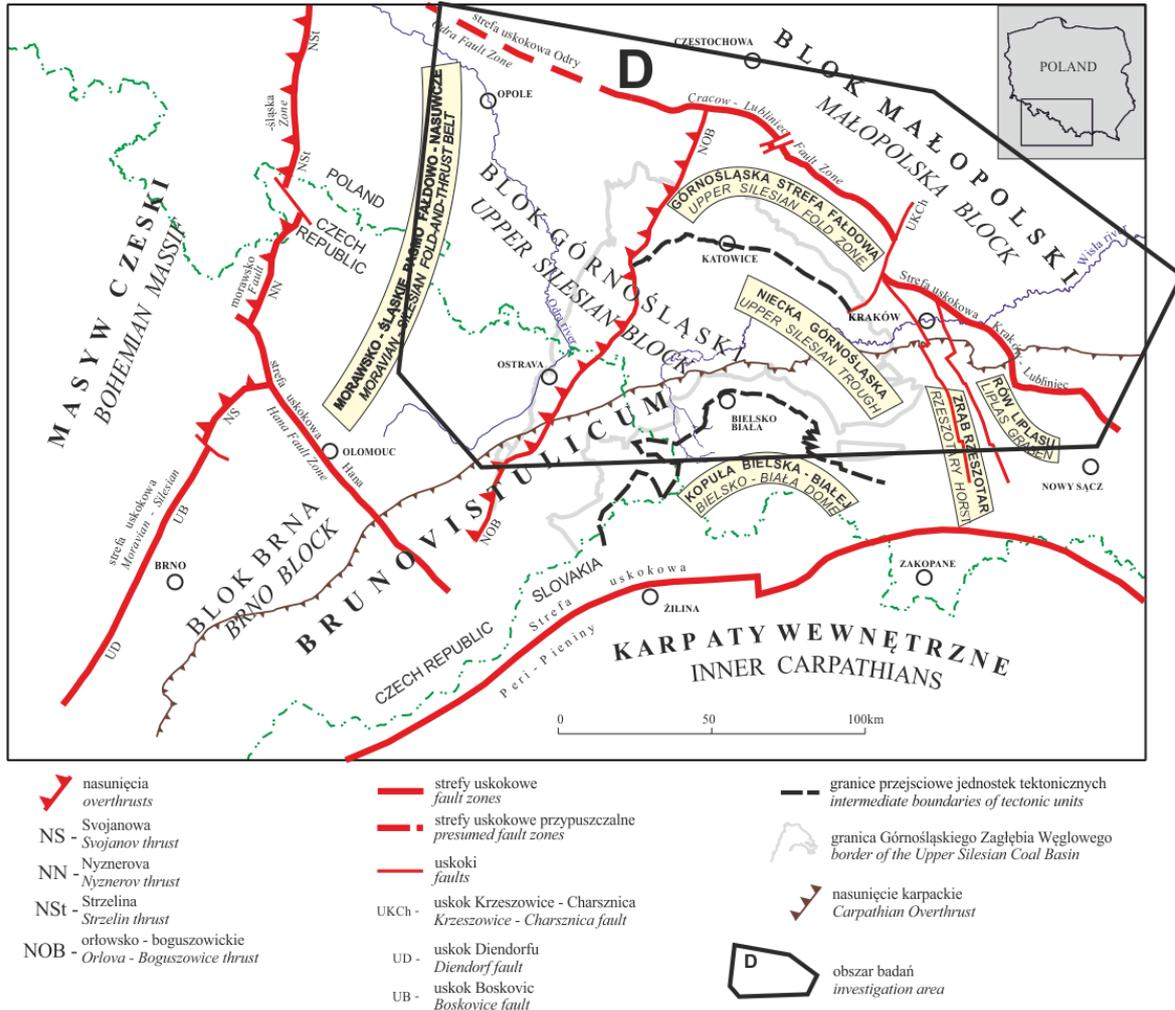 strefa uskokowa Odry
Odra Fault Zone
D
CZĘSTOCHOWA
BLOK MAŁOPOLSKI
MAŁOPOLSKA BLOCK
POLAND
NSt
-śląska
Zone
NSt
OPOLE
Cracow - Lubliniec
Fault Zone
NOB
MORAWSKO - ŚLĄSKIE PASMO FAŁDOWO - NASUWCZE
MORAVIAN - SILESIAN FOLD-AND-THRUST BELT
BLOK GÓRNOŚLĄSKI
UPPER SILESIAN BLOCK
GÓRNOŚLĄSKA STREFA FAŁDOWA
UPPER SILESIAN FOLD ZONE
UKCh
Wisła river
POLAND
CZECH
REPUBLIC
MASYW CZESKI
BOHEMIAN MASSIF
morawsko
Fault
NN
KATOWICE
NIECKA GÓRNOŚLĄSKA
UPPER SILESIAN TROUGH
KRAKÓW
Strefa uskokowa
Kraków - Lubliniec
Odra river
OSTRAVA
NS
strefa uskokowa Hana
Hana Fault Zone
OLOMOUC
BIELSKO
BIAŁA
ZRĄB RZESZOTAR
RZESZOTARY HORST
RÓW LIPLASU
LIPLAS GRABEN
NOWY SĄCZ
KOPUŁA BIELSKA - BIAŁEJ
BIELSKO - BIAŁA DOME
strefa uskokowa
Moravian - Silesian
UB
NOB
BRUNOVISTULICUM
BLOK BRNA
BRNO BLOCK
BRNO
UD
SLOVAKIA
CZECH REPUBLIC
Strefa uskokowa
Peri - Pieniny
ŽILINA
ZAKOPANE
KARPATY WEWNĘTRZNE
INNER CARPATHIANS
0 50 100km
nasunięcia
overthrusts
NS - Svojanowa
Svojanov thrust
NN - Nyznerova
Nyznerov thrust
NSt - Strzelina
Strzelin thrust
NOB - orłowsko - boguszowickie
Orlova - Boguszowice thrust
strefy uskokowe
fault zones
strefy uskokowe przypuszczalne
presumed fault zones
uskoki
faults
UKCh - uskok Krzeszowice - Charsznica
Krzeszowice - Charsznica fault
UD - uskok Diendorfu
Diendorf fault
UB - uskok Boskovic
Boskovice fault
granice przejściowe jednostek tektonicznych
intermediate boundaries of tectonic units
granica Górnośląskiego Zagłębia Węglowego
border of the Upper Silesian Coal Basin
nasunięcie karpackie
Carpathian Overthrust
D
obszar badań
investigation area